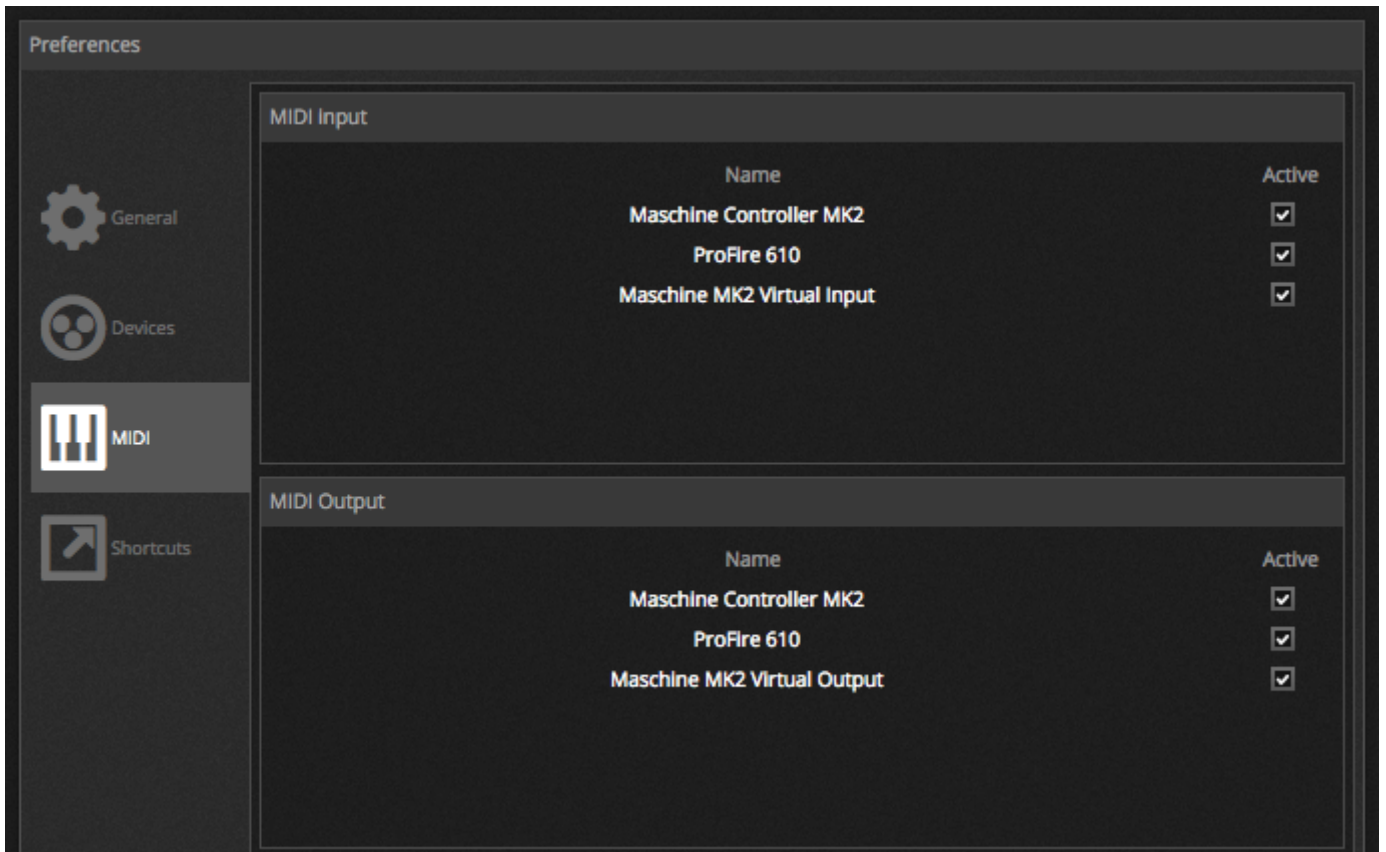 Preferences
General
Devices
MIDI
Shortcuts
MIDI Input
Name Active
Maschine Controller MK2
ProFire 610
Maschine MK2 Virtual Input
MIDI Output
Name Active
Maschine Controller MK2
ProFire 610
Maschine MK2 Virtual Output